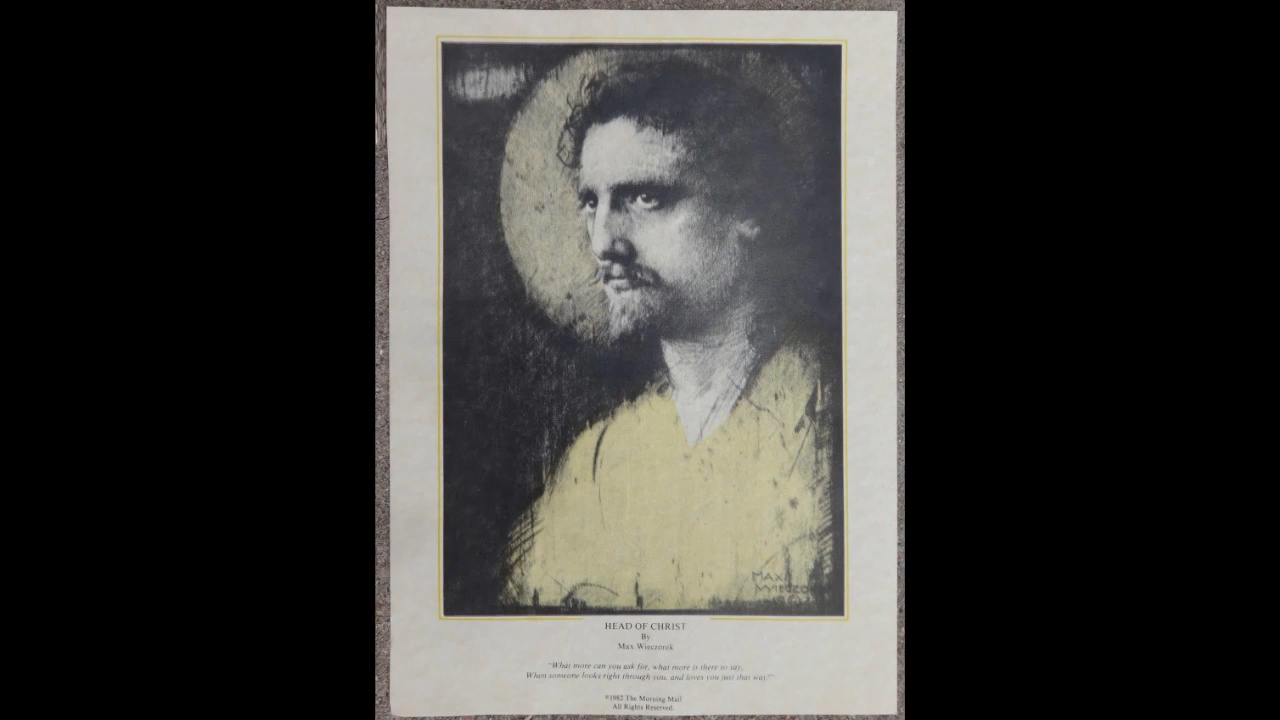 MAX
WIECZO
HEAD OF CHRIST
By
Max Wieczorek
"What more can you ask for, what more is there to say,
When someone looks right through you, and loves you just that way?"
©1982 The Morning Mail
All Rights Reserved.